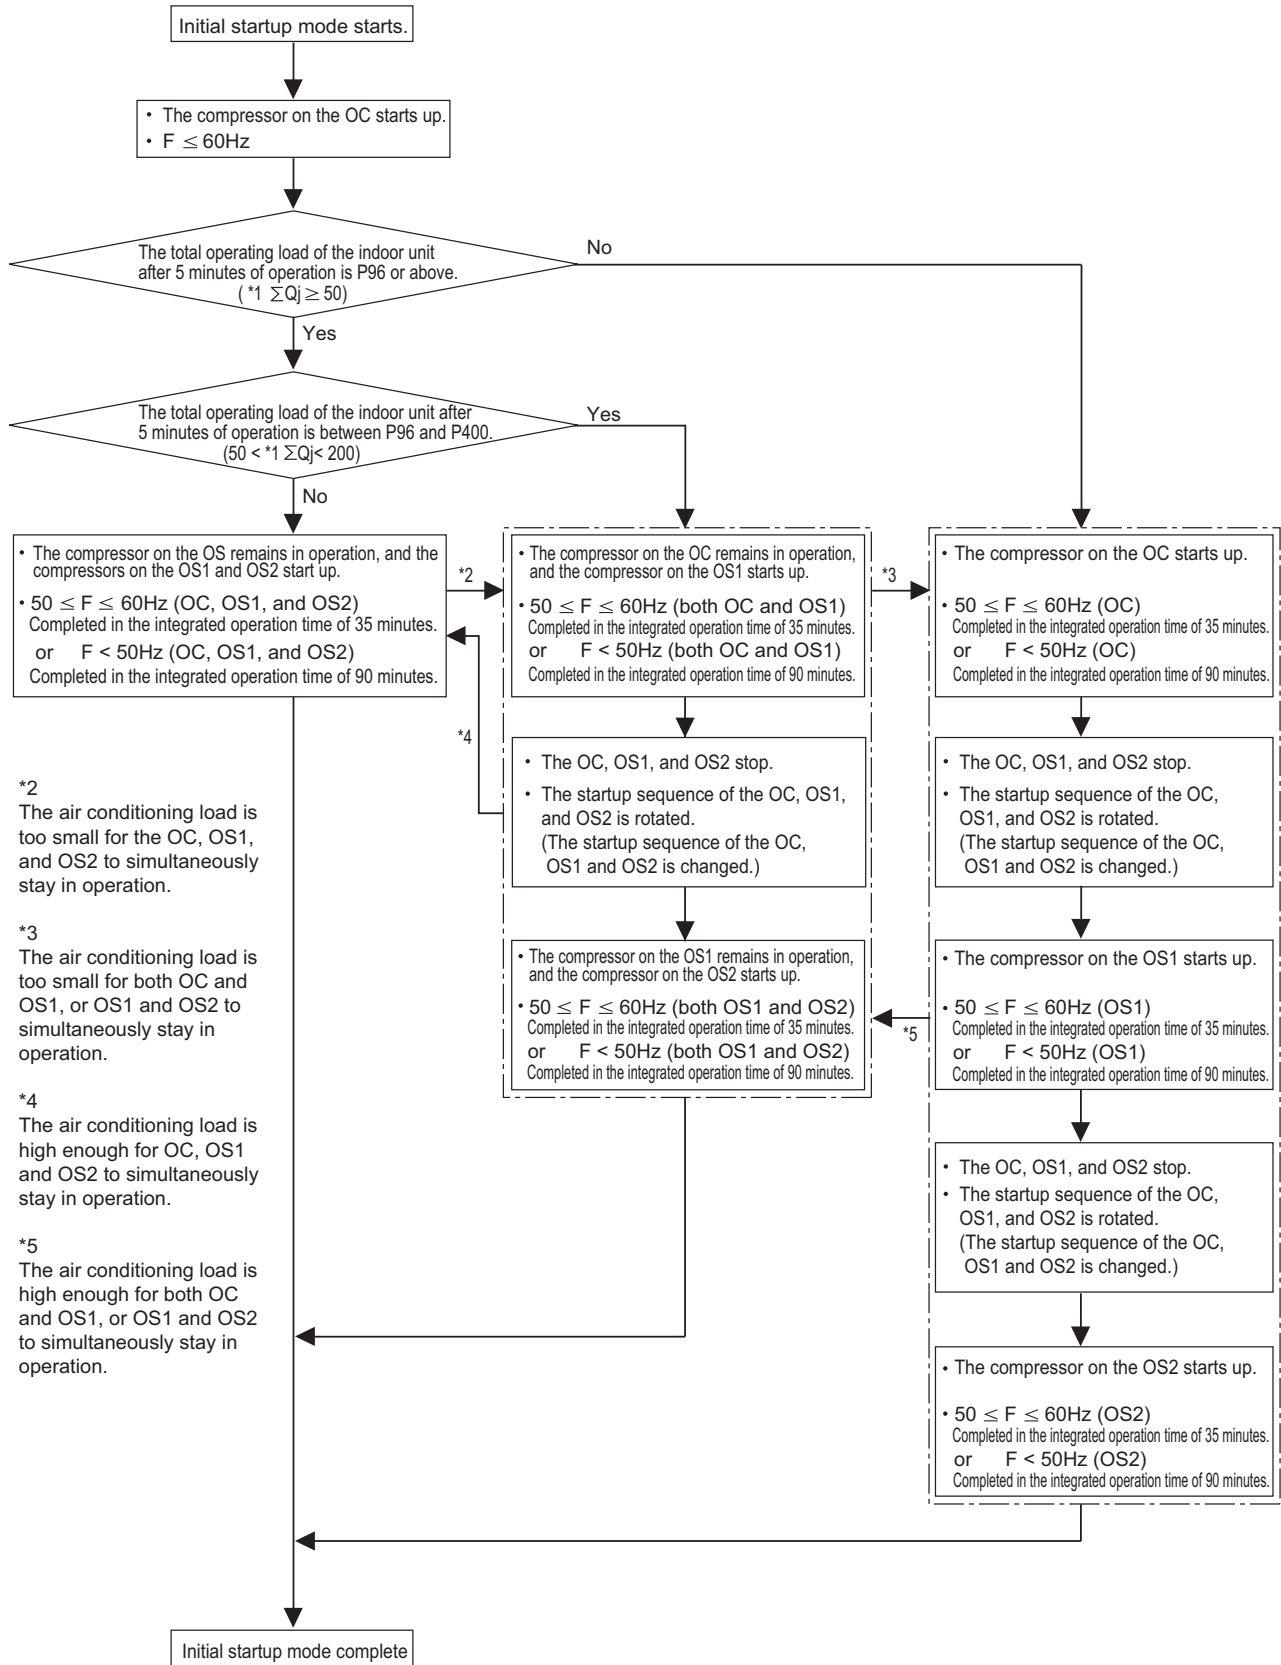 Initial startup mode starts.
• The compressor on the OC starts up.
• F ≤ 60Hz
The total operating load of the indoor unit
after 5 minutes of operation is P96 or above.
( *1 ΣQj ≥ 50)
No
Yes
The total operating load of the indoor unit after
5 minutes of operation is between P96 and P400.
(50 < *1 ΣQj< 200)
Yes
No
• The compressor on the OS remains in operation, and the
compressors on the OS1 and OS2 start up.
• 50 ≤ F ≤ 60Hz (OC, OS1, and OS2)
Completed in the integrated operation time of 35 minutes.
or F < 50Hz (OC, OS1, and OS2)
Completed in the integrated operation time of 90 minutes.
*2
• The compressor on the OC remains in operation,
and the compressor on the OS1 starts up.
• 50 ≤ F ≤ 60Hz (both OC and OS1)
Completed in the integrated operation time of 35 minutes.
or F < 50Hz (both OC and OS1)
Completed in the integrated operation time of 90 minutes.
*3
• The compressor on the OC starts up.
• 50 ≤ F ≤ 60Hz (OC)
Completed in the integrated operation time of 35 minutes.
or F < 50Hz (OC)
Completed in the integrated operation time of 90 minutes.
*4
• The OC, OS1, and OS2 stop.
• The startup sequence of the OC, OS1,
and OS2 is rotated.
(The startup sequence of the OC,
OS1 and OS2 is changed.)
• The OC, OS1, and OS2 stop.
• The startup sequence of the OC,
OS1, and OS2 is rotated.
(The startup sequence of the OC,
OS1 and OS2 is changed.)
*2
The air conditioning load is
too small for the OC, OS1,
and OS2 to simultaneously
stay in operation.
*3
The air conditioning load is
too small for both OC and
OS1, or OS1 and OS2 to
simultaneously stay in
operation.
*4
The air conditioning load is
high enough for OC, OS1
and OS2 to simultaneously
stay in operation.
*5
The air conditioning load is
high enough for both OC
and OS1, or OS1 and OS2
to simultaneously stay in
operation.
• The compressor on the OS1 remains in operation,
and the compressor on the OS2 starts up.
• 50 ≤ F ≤ 60Hz (both OS1 and OS2)
Completed in the integrated operation time of 35 minutes.
or F < 50Hz (both OS1 and OS2)
Completed in the integrated operation time of 90 minutes.
*5
• The compressor on the OS1 starts up.
• 50 ≤ F ≤ 60Hz (OS1)
Completed in the integrated operation time of 35 minutes.
or F < 50Hz (OS1)
Completed in the integrated operation time of 90 minutes.
• The OC, OS1, and OS2 stop.
• The startup sequence of the OC,
OS1, and OS2 is rotated.
(The startup sequence of the OC,
OS1 and OS2 is changed.)
• The compressor on the OS2 starts up.
• 50 ≤ F ≤ 60Hz (OS2)
Completed in the integrated operation time of 35 minutes.
or F < 50Hz (OS2)
Completed in the integrated operation time of 90 minutes.
Initial startup mode complete